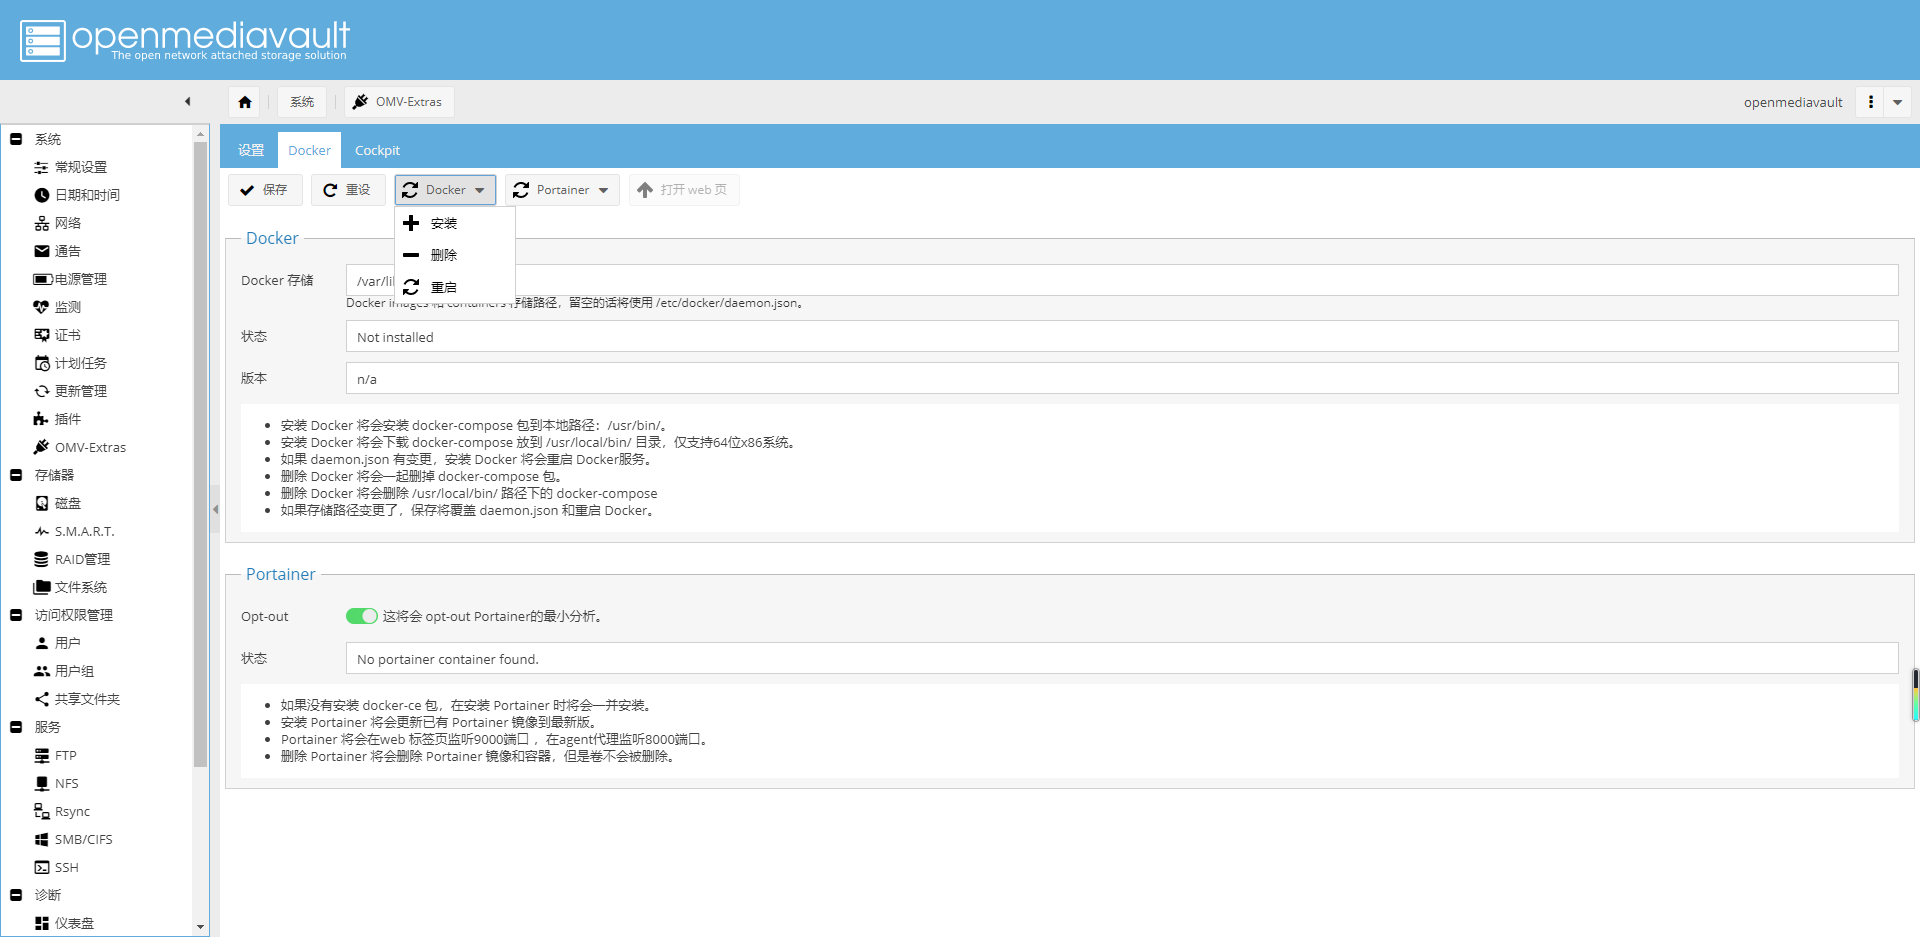 openmediavault
The open network attached storage solution
系统
OMV-Extras
openmediavault
系统
常规设置
日期和时间
网络
通告
电源管理
监测
证书
计划任务
更新管理
插件
OMV-Extras
存储器
磁盘
S.M.A.R.T.
RAID管理
文件系统
访问权限管理
用户
用户组
共享文件夹
服务
FTP
NFS
Rsync
SMB/CIFS
SSH
诊断
仪表盘
设置
Docker
Cockpit
保存
重设
Docker
Portainer
打开 web 页
安装
删除
重启
Docker
Docker 存储
/var/li
Docker images 和 containers 存储路径，留空的话将使用 /etc/docker/daemon.json。
状态
Not installed
版本
n/a
安装 Docker 将会安装 docker-compose 包到本地路径：/usr/bin/。
安装 Docker 将会下载 docker-compose 放到 /usr/local/bin/ 目录，仅支持64位x86系统。
如果 daemon.json 有变更，安装 Docker 将会重启 Docker服务。
删除 Docker 将会一起删掉 docker-compose 包。
删除 Docker 将会删除 /usr/local/bin/ 路径下的 docker-compose
如果存储路径变更了，保存将覆盖 daemon.json 和重启 Docker。
Portainer
Opt-out
这将会 opt-out Portainer的最小分析。
状态
No portainer container found.
如果没有安装 docker-ce 包，在安装 Portainer 时将会一并安装。
安装 Portainer 将会更新已有 Portainer 镜像到最新版。
Portainer 将会在web 标签页监听9000端口 ，在agent代理监听8000端口。
删除 Portainer 将会删除 Portainer 镜像和容器，但是卷不会被删除。